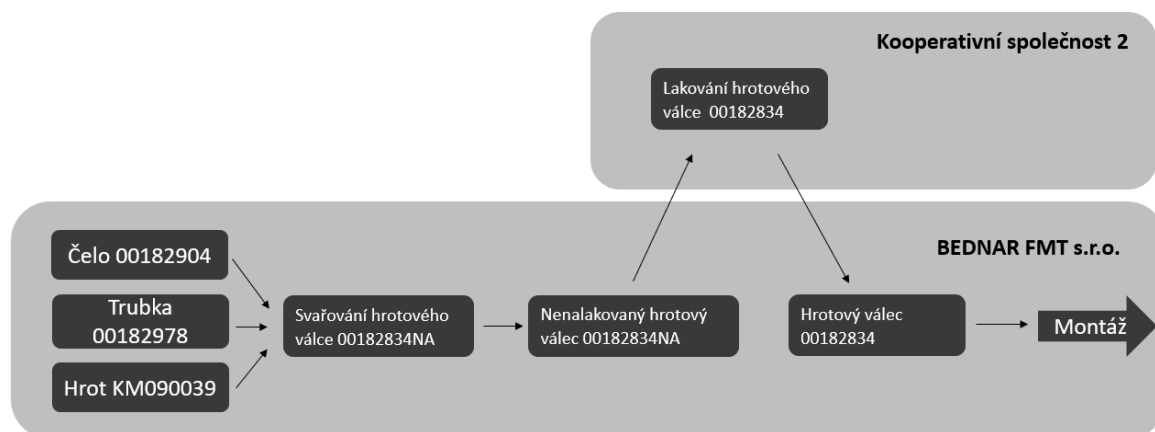 Kooperativní společnost 2
Lakování hrotového
válce 00182834
BEDNAR FMT s.r.o.
Čelo 00182904
Trubka
00182978
Hrot KM090039
Svařování hrotového
válce 00182834NA
Nenalakovaný hrotový
válec 00182834NA
Hrotový válec
00182834
Montáž